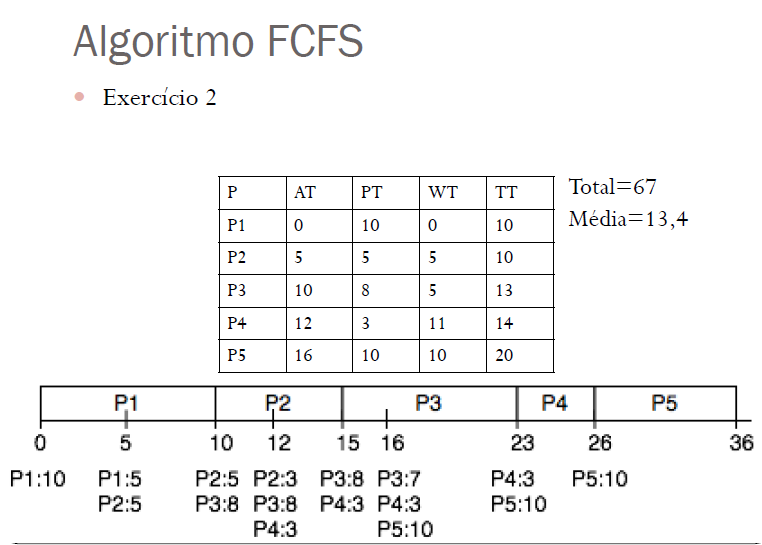 Algoritmo FCFS
Exercício 2
P AT PT WT TT
P1 0 10 0 10
P2 5 5 5 10
P3 10 8 5 13
P4 12 3 11 14
P5 16 10 10 20
Total=67
Média=13,4
P1 P2 P3 P4 P5
0 5 10 12 15 16 23 26 36
P1:10 P1:5 P2:5 P2:3 P3:8 P3:7 P4:3 P5:10
P2:5 P3:8 P3:8 P4:3 P4:3 P5:10
P4:3 P5:10